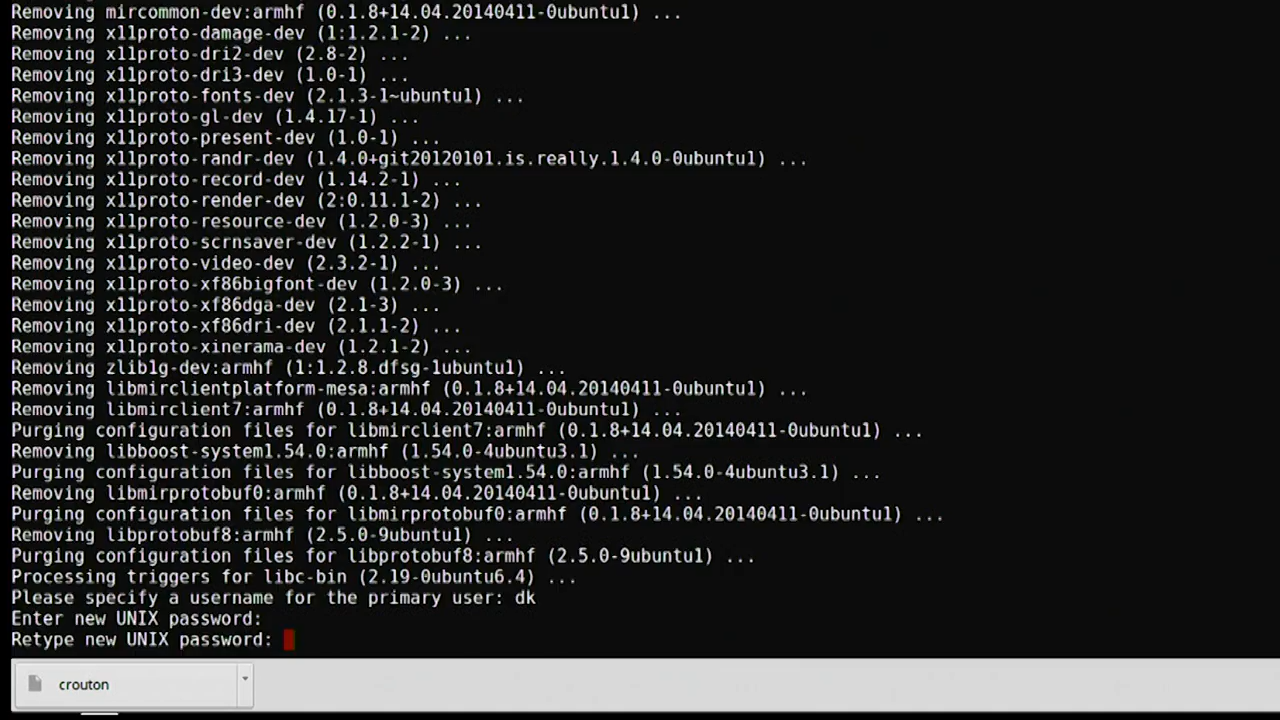 Removing mircommon-dev:armhf (0.1.8+14.04.20140411-0ubuntu1) ...
Removing x11proto-damage-dev (1:1.2.1-2) ...
Removing x11proto-dri2-dev (2.8-2) ...
Removing x11proto-dri3-dev (1.0-1) ...
Removing x11proto-fonts-dev (2.1.3-1~ubuntu1) ...
Removing x11proto-gl-dev (1.4.17-1) ...
Removing x11proto-present-dev (1.0-1) ...
Removing x11proto-randr-dev (1.4.0+git20120101.is.really.1.4.0-0ubuntu1) ...
Removing x11proto-record-dev (1.14.2-1) ...
Removing x11proto-render-dev (2:0.11.1-2) ...
Removing x11proto-resource-dev (1.2.0-3) ...
Removing x11proto-scrnsaver-dev (1.2.2-1) ...
Removing x11proto-video-dev (2.3.2-1) ...
Removing x11proto-xf86bigfont-dev (1.2.0-3) ...
Removing x11proto-xf86dga-dev (2.1-3) ...
Removing x11proto-xf86dri-dev (2.1.1-2) ...
Removing x11proto-xinerama-dev (1.2.1-2) ...
Removing zlib1g-dev:armhf (1:1.2.8.dfsg-1ubuntu1) ...
Removing libmirclientplatform-mesa:armhf (0.1.8+14.04.20140411-0ubuntu1) ...
Removing libmirclient7:armhf (0.1.8+14.04.20140411-0ubuntu1) ...
Purging configuration files for libmirclient7:armhf (0.1.8+14.04.20140411-0ubuntu1) ...
Removing libboost-system1.54.0:armhf (1.54.0-4ubuntu3.1) ...
Purging configuration files for libboost-system1.54.0:armhf (1.54.0-4ubuntu3.1) ...
Removing libmirprotobuf0:armhf (0.1.8+14.04.20140411-0ubuntu1) ...
Purging configuration files for libmirprotobuf0:armhf (0.1.8+14.04.20140411-0ubuntu1) ...
Removing libprotobuf8:armhf (2.5.0-9ubuntu1) ...
Purging configuration files for libprotobuf8:armhf (2.5.0-9ubuntu1) ...
Processing triggers for libc-bin (2.19-0ubuntu6.4) ...
Please specify a username for the primary user: dk
Enter new UNIX password:
Retype new UNIX password:
crouton